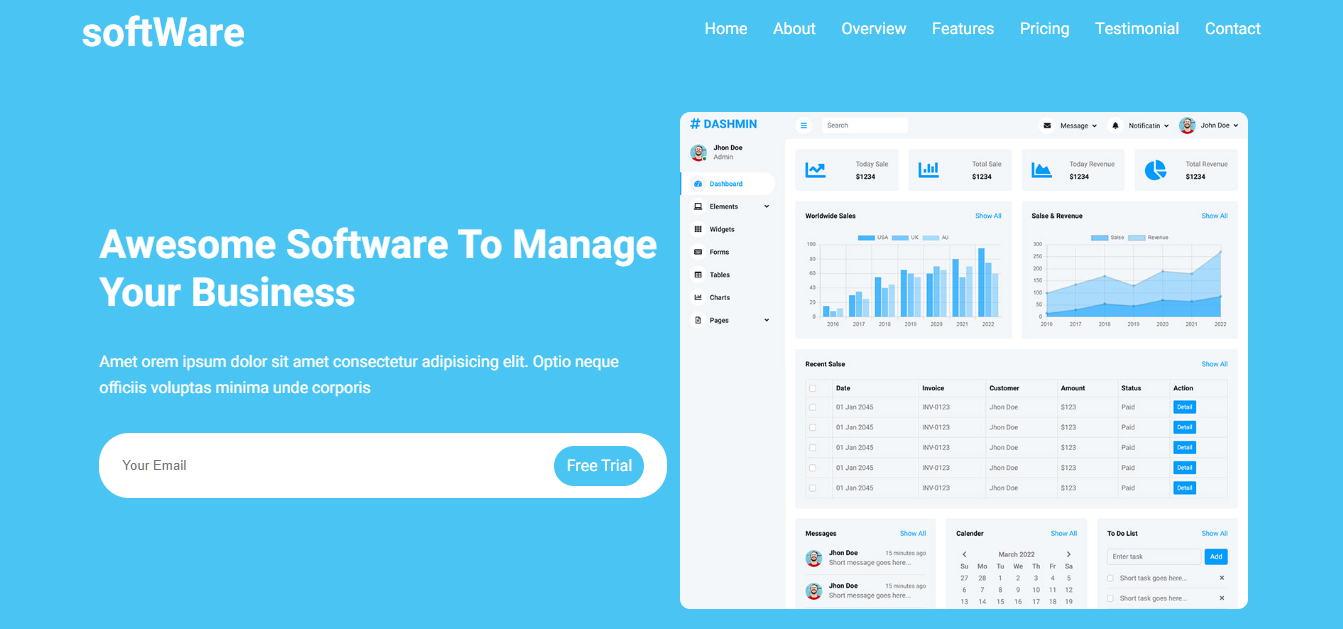 softWare
Home About Overview Features Pricing Testimonial Contact
Awesome Software To Manage
Your Business
Amet orem ipsum dolor sit amet consectetur adipisicing elit. Optio neque
officiis voluptas minima unde corporis
Your Email
Free Trial
# DASHMIN
Search
Message
Notificatin
John Doe
Jhon Doe
Admin
Dashboard
Elements
Widgets
Forms
Tables
Charts
Pages
Today Sale
$1234
Total Sale
$1234
Today Revenue
$1234
Total Revenue
$1234
Worldwide Sales Show All
USA UK AU
100
80
60
40
20
0
2016 2017 2018 2019 2020 2021 2022
Salse & Revenue Show All
Salse Revenue
300
250
200
150
100
50
0
2016 2017 2018 2019 2020 2021 2022
Recent Salse Show All
Date Invoice Customer Amount Status Action
01 Jan 2045 INV-0123 Jhon Doe $123 Paid Detail
01 Jan 2045 INV-0123 Jhon Doe $123 Paid Detail
01 Jan 2045 INV-0123 Jhon Doe $123 Paid Detail
01 Jan 2045 INV-0123 Jhon Doe $123 Paid Detail
01 Jan 2045 INV-0123 Jhon Doe $123 Paid Detail
Messages Show All
Jhon Doe 15 minutes ago
Short message goes here...
Jhon Doe 15 minutes ago
Short message goes here...
Calender Show All
March 2022
Su Mo Tu We Th Fr Sa
27 28 1 2 3 4 5
6 7 8 9 10 11 12
13 14 15 16 17 18 19
To Do List Show All
Enter task Add
Short task goes here...
Short task goes here...